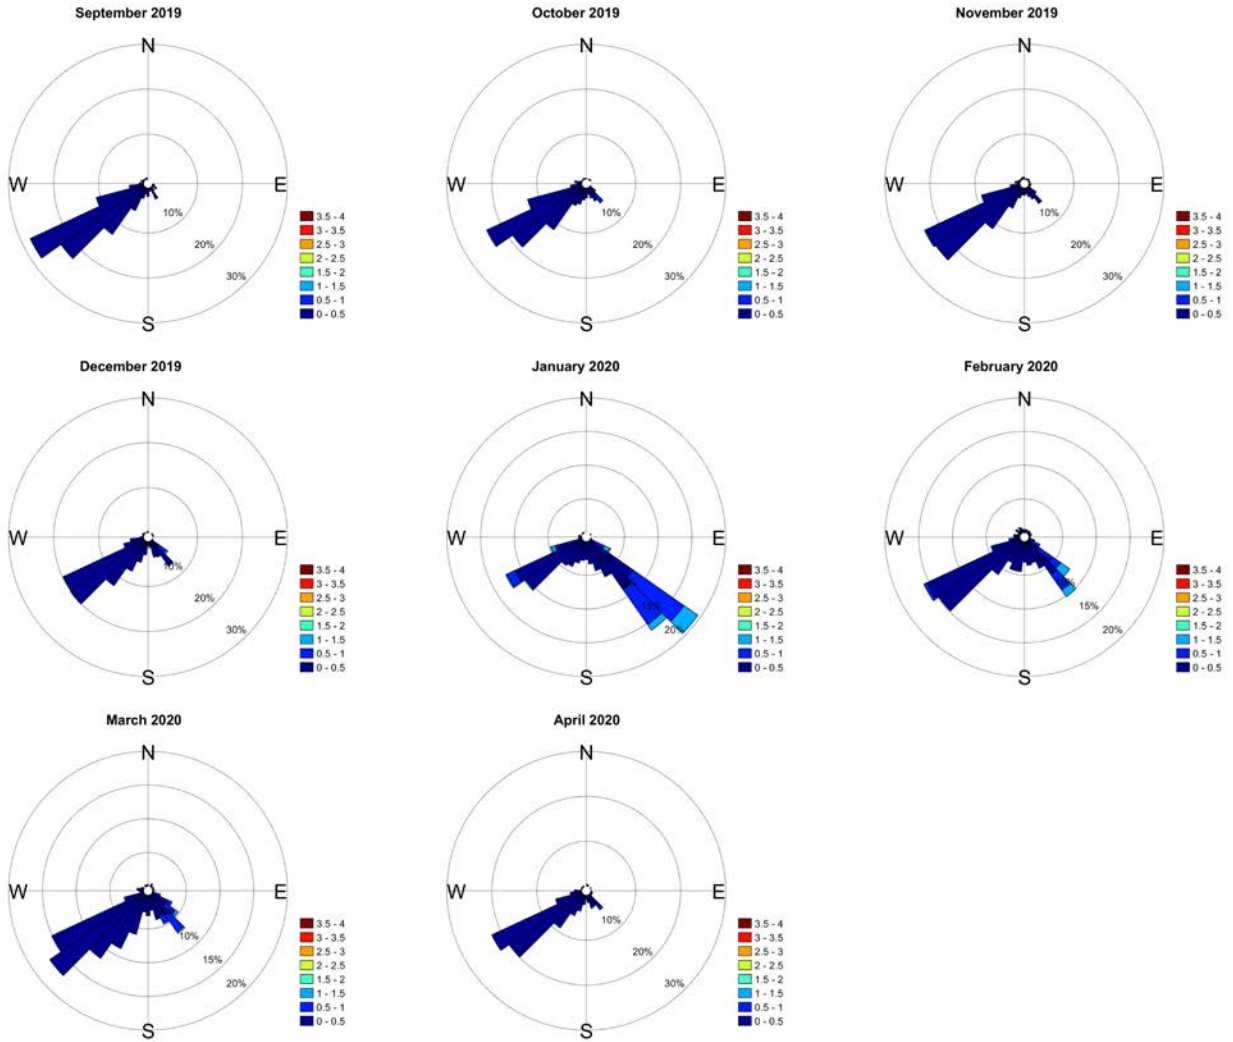 September 2019
N
W
E
S
10%
20%
30%
3.5 - 4
3 - 3.5
2.5 - 3
2 - 2.5
1.5 - 2
1 - 1.5
0.5 - 1
0 - 0.5
October 2019
N
W
E
S
10%
20%
30%
3.5 - 4
3 - 3.5
2.5 - 3
2 - 2.5
1.5 - 2
1 - 1.5
0.5 - 1
0 - 0.5
November 2019
N
W
E
S
10%
20%
30%
3.5 - 4
3 - 3.5
2.5 - 3
2 - 2.5
1.5 - 2
1 - 1.5
0.5 - 1
0 - 0.5
December 2019
N
W
E
S
10%
20%
30%
3.5 - 4
3 - 3.5
2.5 - 3
2 - 2.5
1.5 - 2
1 - 1.5
0.5 - 1
0 - 0.5
January 2020
N
W
E
S
15%
20%
3.5 - 4
3 - 3.5
2.5 - 3
2 - 2.5
1.5 - 2
1 - 1.5
0.5 - 1
0 - 0.5
February 2020
N
W
E
S
15%
20%
3.5 - 4
3 - 3.5
2.5 - 3
2 - 2.5
1.5 - 2
1 - 1.5
0.5 - 1
0 - 0.5
March 2020
N
W
E
S
10%
15%
20%
3.5 - 4
3 - 3.5
2.5 - 3
2 - 2.5
1.5 - 2
1 - 1.5
0.5 - 1
0 - 0.5
April 2020
N
W
E
S
10%
20%
30%
3.5 - 4
3 - 3.5
2.5 - 3
2 - 2.5
1.5 - 2
1 - 1.5
0.5 - 1
0 - 0.5